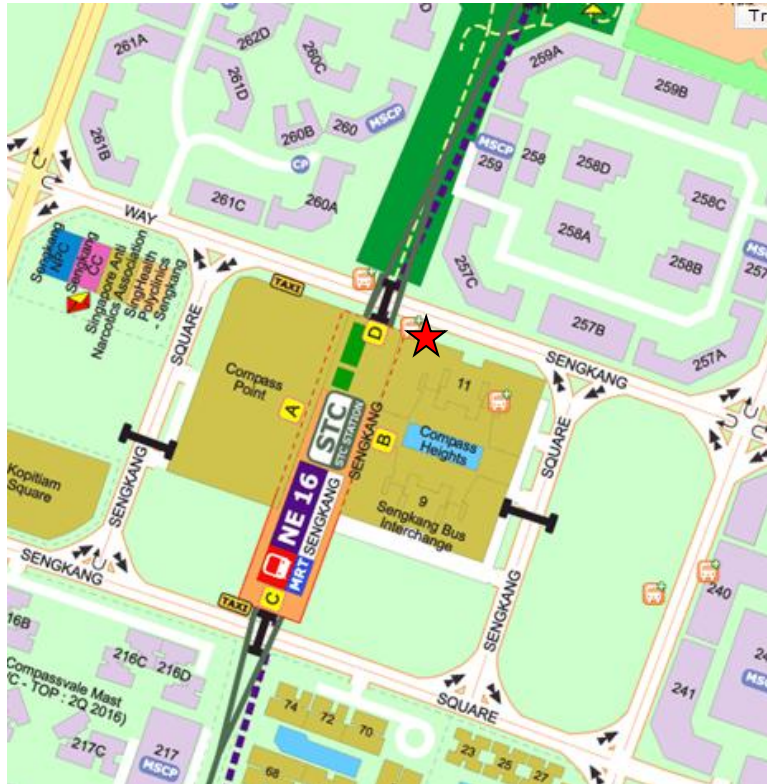 Tr
261A
262D
260C
261D
261B
260B
260
MSCP
CP
261C
260A
259A
259B
MSCP
259
258
258D
258C
258A
258B
257C
257B
257A
257
WAY
Sengkang
NPC
Sengkang
CC
Singapore Anti
Narcotics Association
SingHealth
Polyclinics
- Sengkang
TAXI
SQUARE
SENGKANG
Compass
Point
D
A
B
C
11
Compass
Heights
9
Sengkang Bus
Interchange
STC
STC STATION
SENGKANG
NE 16
MRT
SENGKANG
SQUARE
SENGKANG
Kopitiam
Square
SENGKANG
TAXI
SENGKANG
SQUARE
16B
216C
216D
Compassvale Mast
/C - TOP : 2Q 2016)
217C
217
MSCP
74
72
70
68
23
25
27
240
241
24
MSC